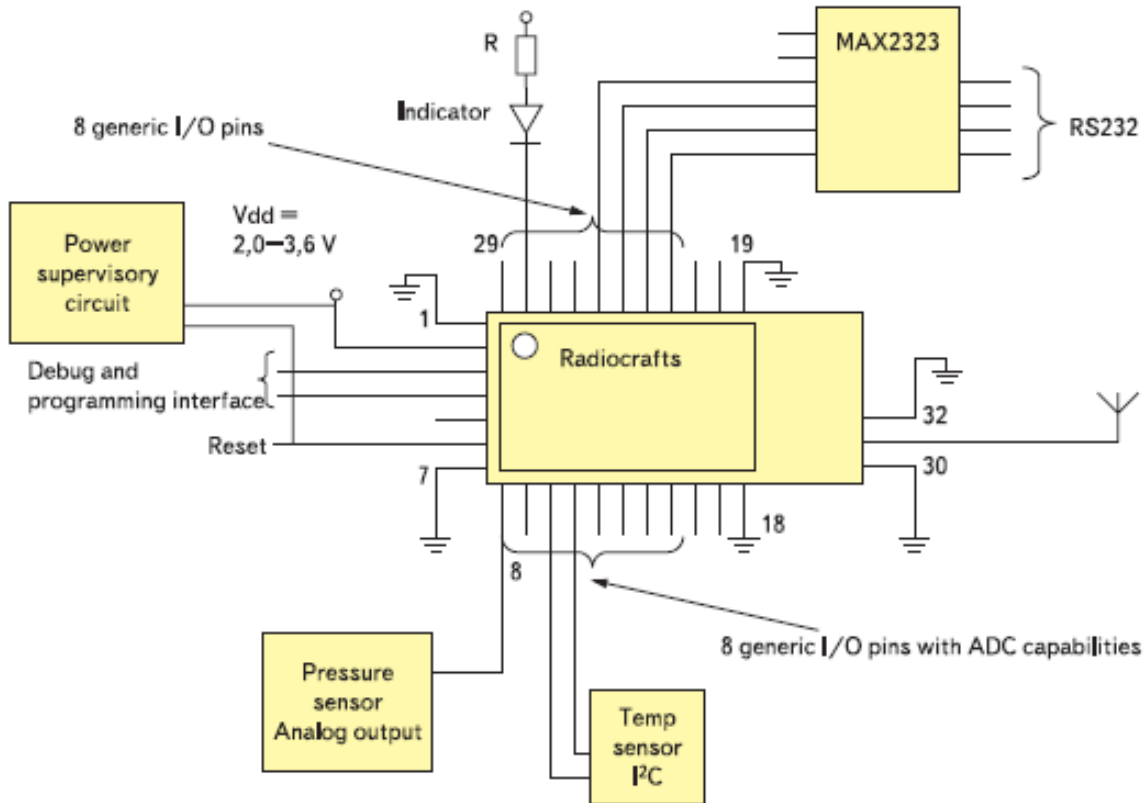 R
MAX2323
Indicator
8 generic I/O pins
RS232
Vdd =
2,0–3,6 V
29
19
Power
supervisory
circuit
1
Radiocrafts
Debug and
programming interface
32
Reset
7
30
18
8
8 generic I/O pins with ADC capabilities
Pressure
sensor
Analog output
Temp
sensor
I²C